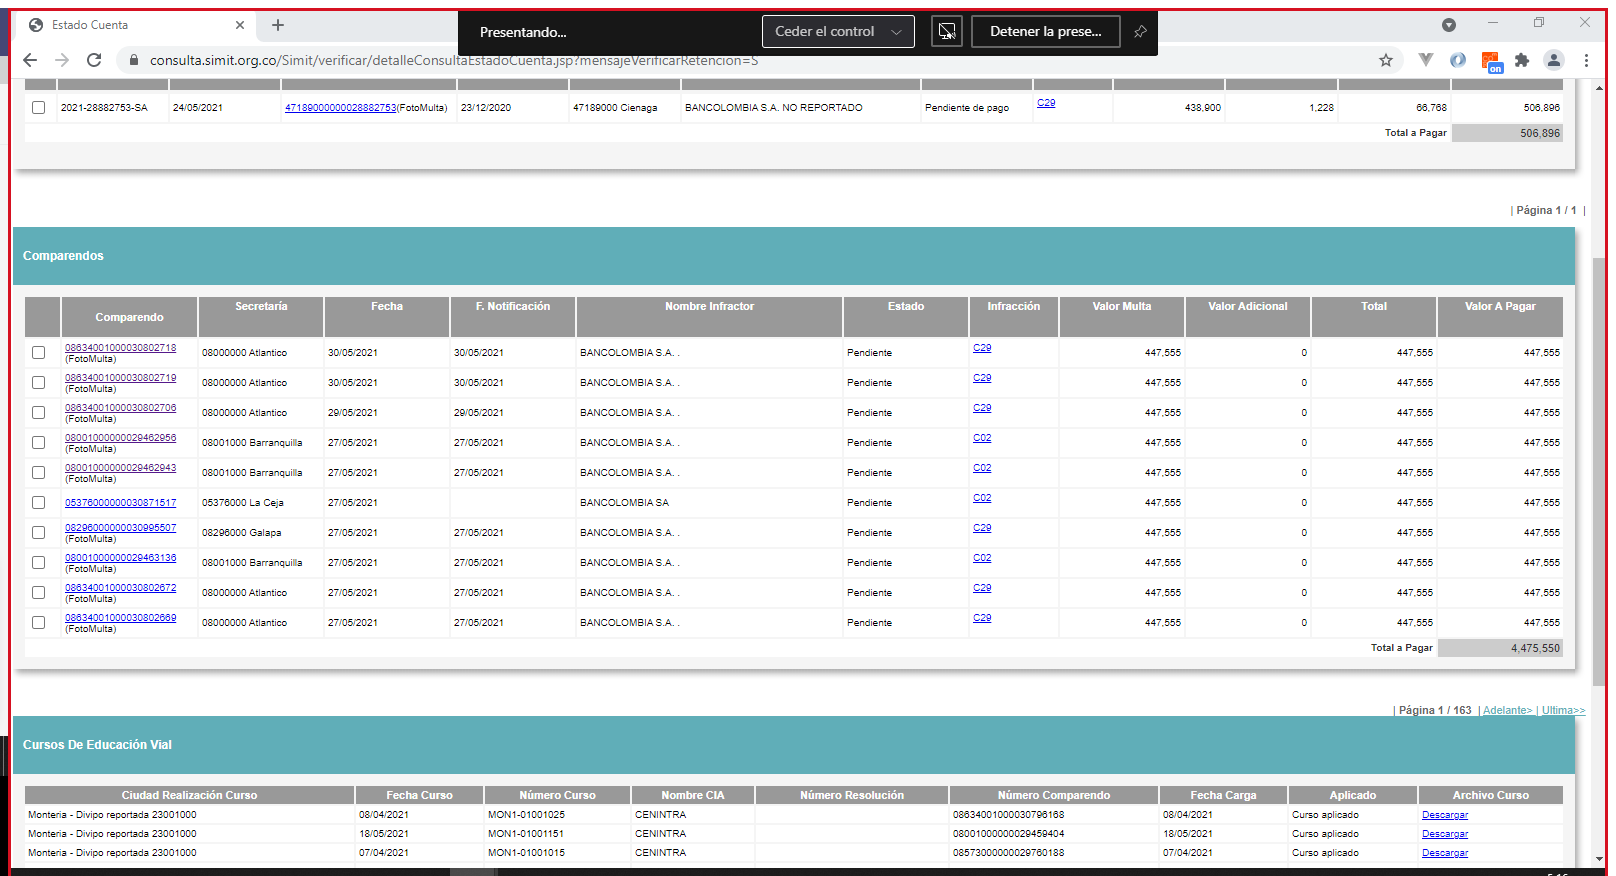 Estado Cuenta
Presentando...
Ceder el control
Detener la prese...
consulta.simit.org.co/Simit/verificar/detalleConsultaEstadoCuenta.jsp?mensajeVerificarRetencion=S
on
2021-28882753-SA 24/05/2021 47189000000028882753(FotoMulta) 23/12/2020 47189000 Cienaga BANCOLOMBIA S.A. NO REPORTADO Pendiente de pago C29 438,900 1,228 66,768 506,896
Total a Pagar 506,896
| Página 1 / 1 |
Comparendos
Comparendo Secretaría Fecha F. Notificación Nombre Infractor Estado Infracción Valor Multa Valor Adicional Total Valor A Pagar
08634001000030802718 (FotoMulta) 08000000 Atlantico 30/05/2021 30/05/2021 BANCOLOMBIA S.A. . Pendiente C29 447,555 0 447,555 447,555
08634001000030802719 (FotoMulta) 08000000 Atlantico 30/05/2021 30/05/2021 BANCOLOMBIA S.A. . Pendiente C29 447,555 0 447,555 447,555
08634001000030802706 (FotoMulta) 08000000 Atlantico 29/05/2021 29/05/2021 BANCOLOMBIA S.A. . Pendiente C29 447,555 0 447,555 447,555
08001000000029462956 (FotoMulta) 08001000 Barranquilla 27/05/2021 27/05/2021 BANCOLOMBIA S.A. . Pendiente C02 447,555 0 447,555 447,555
08001000000029462943 (FotoMulta) 08001000 Barranquilla 27/05/2021 27/05/2021 BANCOLOMBIA S.A. . Pendiente C02 447,555 0 447,555 447,555
05376000000030871517 05376000 La Ceja 27/05/2021 BANCOLOMBIA SA Pendiente C02 447,555 0 447,555 447,555
08296000000030995507 (FotoMulta) 08296000 Galapa 27/05/2021 27/05/2021 BANCOLOMBIA S.A. . Pendiente C29 447,555 0 447,555 447,555
08001000000029463136 (FotoMulta) 08001000 Barranquilla 27/05/2021 27/05/2021 BANCOLOMBIA S.A. . Pendiente C02 447,555 0 447,555 447,555
08634001000030802672 (FotoMulta) 08000000 Atlantico 27/05/2021 27/05/2021 BANCOLOMBIA S.A. . Pendiente C29 447,555 0 447,555 447,555
08634001000030802669 (FotoMulta) 08000000 Atlantico 27/05/2021 27/05/2021 BANCOLOMBIA S.A. . Pendiente C29 447,555 0 447,555 447,555
Total a Pagar 4,475,550
| Página 1 / 163 | Adelante> | Ultima>>
Cursos De Educación Vial
Ciudad Realización Curso Fecha Curso Número Curso Nombre CIA Número Resolución Número Comparendo Fecha Carga Aplicado Archivo Curso
Monteria - Divipo reportada 23001000 08/04/2021 MON1-01001025 CENINTRA 08634001000030796168 08/04/2021 Curso aplicado Descargar
Monteria - Divipo reportada 23001000 18/05/2021 MON1-01001151 CENINTRA 08001000000029459404 18/05/2021 Curso aplicado Descargar
Monteria - Divipo reportada 23001000 07/04/2021 MON1-01001015 CENINTRA 08573000000029760188 07/04/2021 Curso aplicado Descargar